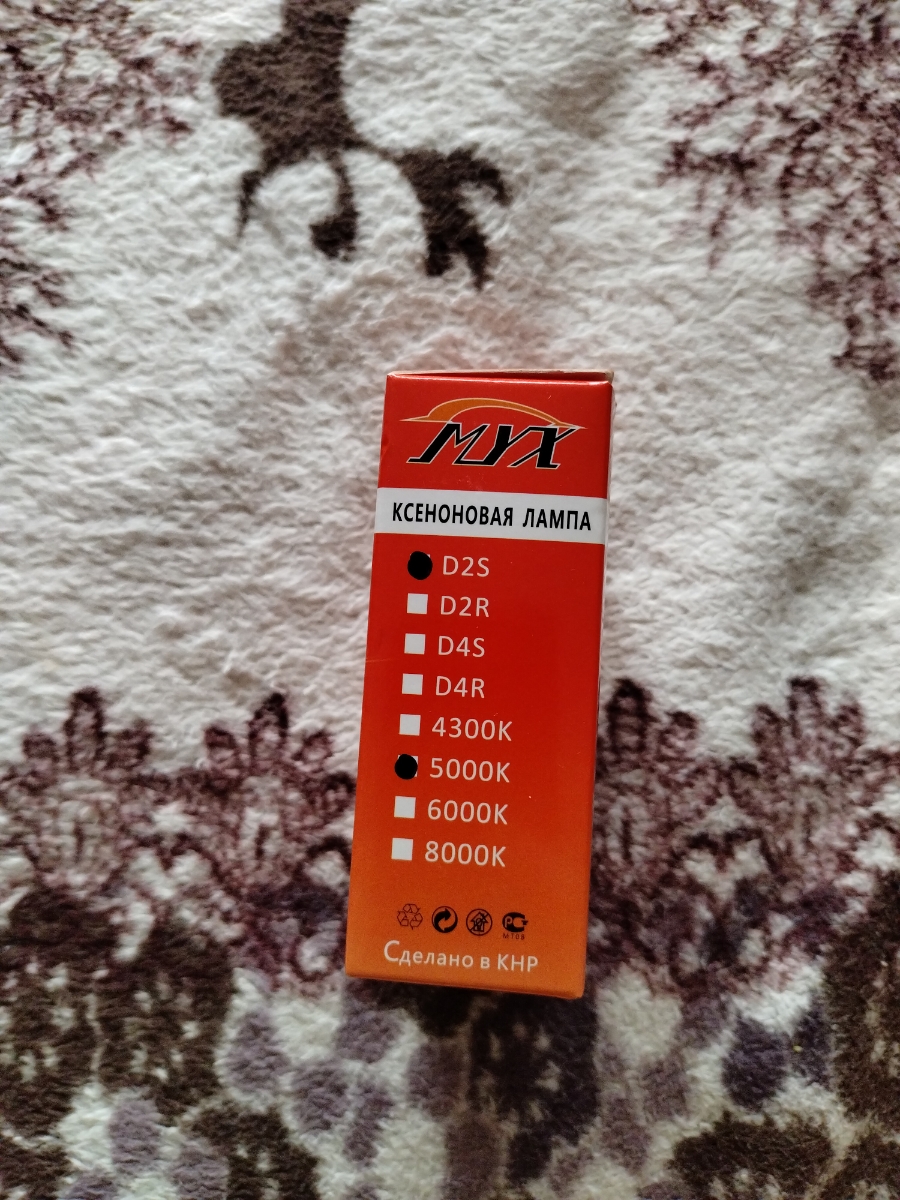 MYX
КСЕНОНОВАЯ ЛАМПА
D2S
D2R
D4S
D4R
4300K
5000K
6000K
8000K
Сделано в КНР